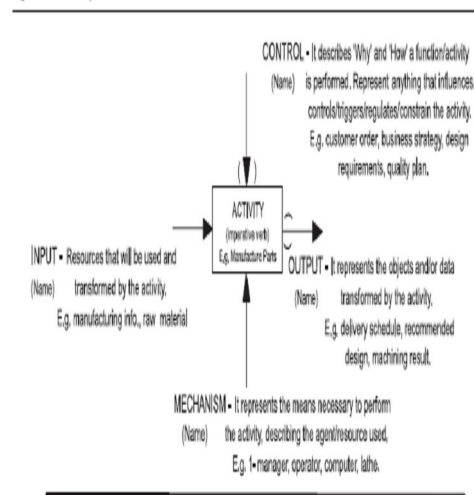 CONTROL - It describes 'Why' and 'How' a function/activity
(Name) is performed. Represent anything that influences
controls/triggers/regulates/constrain the activity.
E.g. customer order, business strategy, design
requirements, quality plan.
ACTIVITY
(imperative verb)
E.g. Manufacture Parts
INPUT - Resources that will be used and
(Name) transformed by the activity.
E.g. manufacturing info., raw material
OUTPUT - It represents the objects and/or data
(Name) transformed by the activity.
E.g. delivery schedule, recommended
design, machining result.
MECHANISM - It represents the means necessary to perform
(Name) the activity, describing the agent/resource used,
E.g. 1- manager, operator, computer, lathe.